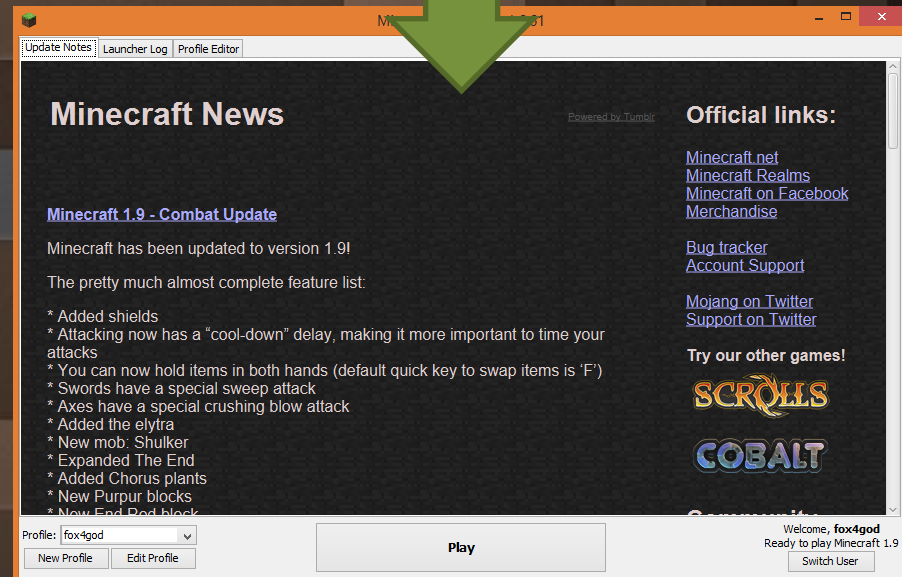 Update Notes
Launcher Log
Profile Editor
Minecraft News
Powered by Tumblr
Minecraft 1.9 - Combat Update
Minecraft has been updated to version 1.9!
The pretty much almost complete feature list:
* Added shields
* Attacking now has a “cool-down” delay, making it more important to time your
attacks
* You can now hold items in both hands (default quick key to swap items is ‘F’)
* Swords have a special sweep attack
* Axes have a special crushing blow attack
* Added the elytra
* New mob: Shulker
* Expanded The End
* Added Chorus plants
* New Purpur blocks
* New End Rod block
Official links:
Minecraft.net
Minecraft Realms
Minecraft on Facebook
Merchandise
Bug tracker
Account Support
Mojang on Twitter
Support on Twitter
Try our other games!
SCROLLS
COBALT
Community
Profile:
fox4god
New Profile
Edit Profile
Play
Welcome, fox4god
Ready to play Minecraft 1.9
Switch User